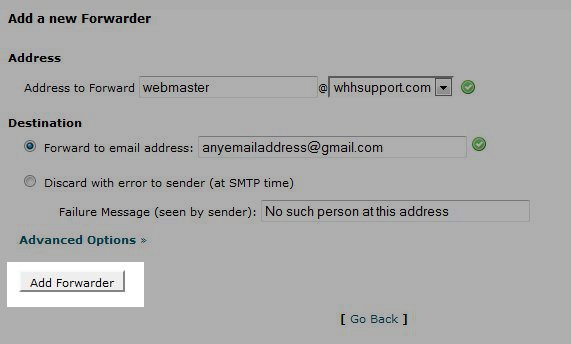 Add a new Forwarder
Address
Address to Forward webmaster @ whhsupport.com
Destination
Forward to email address: anyemailaddress@gmail.com
Discard with error to sender (at SMTP time)
Failure Message (seen by sender): No such person at this address
Advanced Options »
Add Forwarder
[ Go Back ]